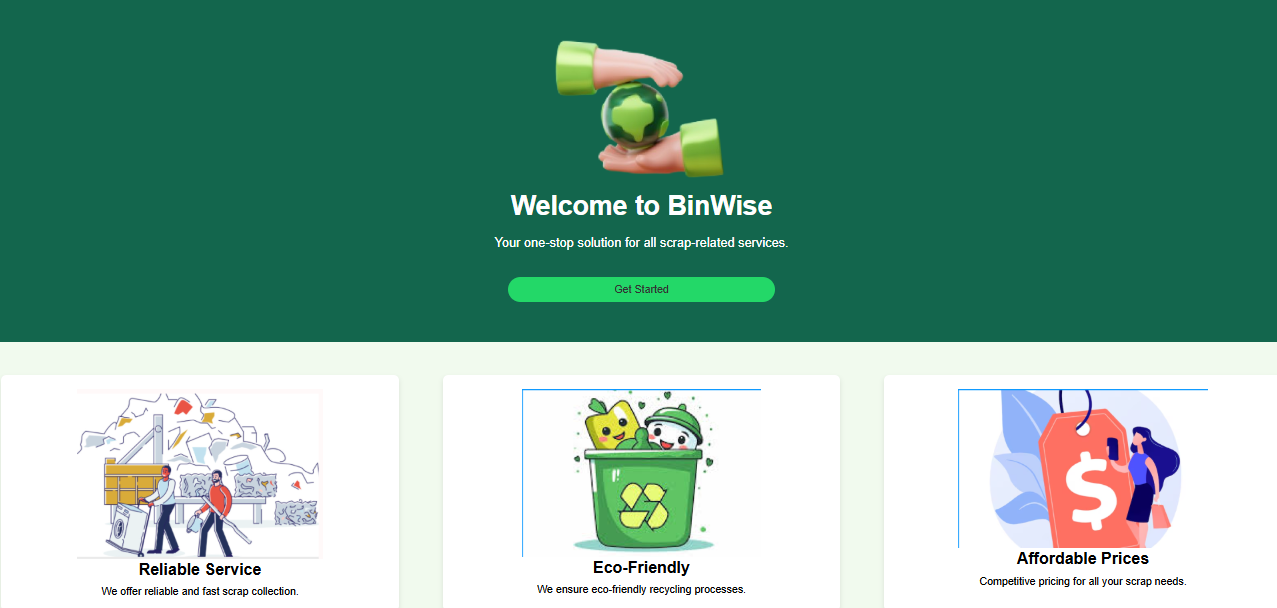 Welcome to BinWise
Your one-stop solution for all scrap-related services.
Get Started
Reliable Service
We offer reliable and fast scrap collection.
Eco-Friendly
We ensure eco-friendly recycling processes.
$
Affordable Prices
Competitive pricing for all your scrap needs.